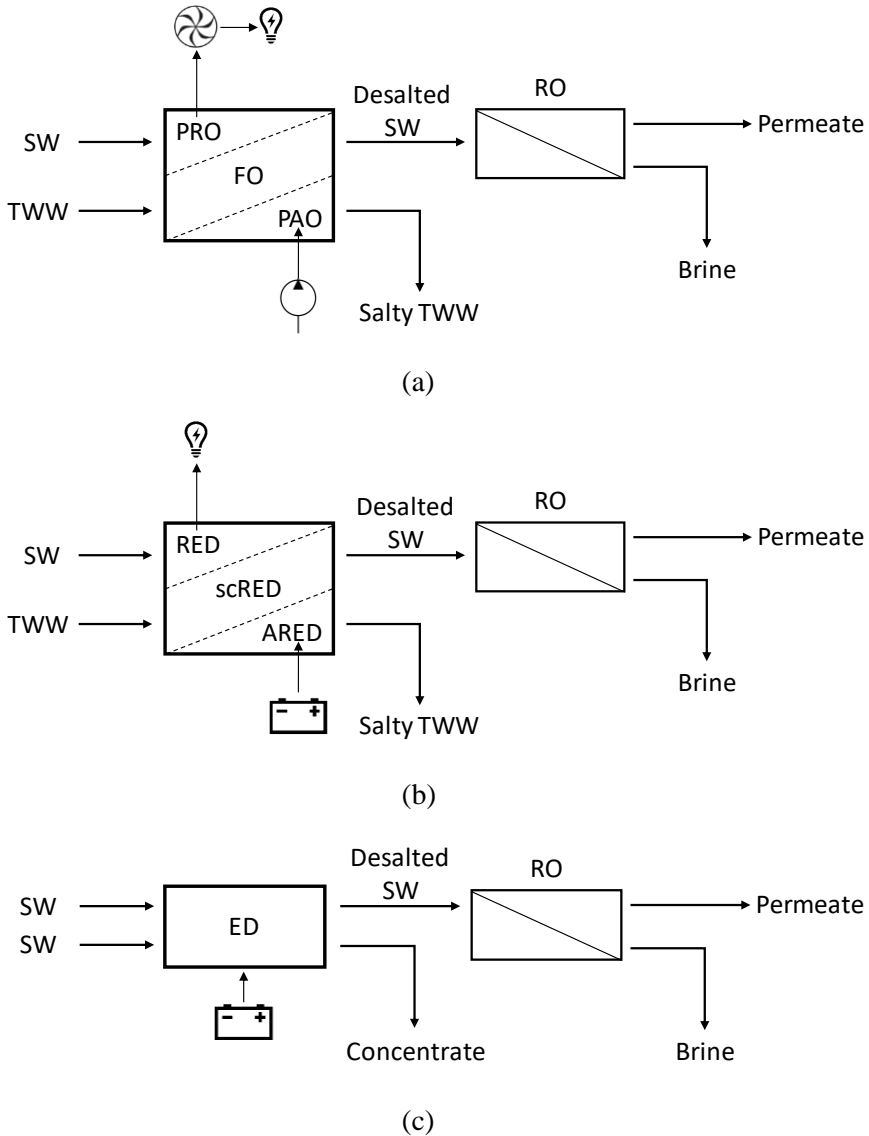 PRO
FO
PAO
SW
TWW
Desalted
SW
Salty TWW
RO
Permeate
Brine
(a)
RED
scRED
ARED
SW
TWW
Desalted
SW
Salty TWW
RO
Permeate
Brine
(b)
SW
SW
ED
Desalted
SW
Concentrate
RO
Permeate
Brine
(c)